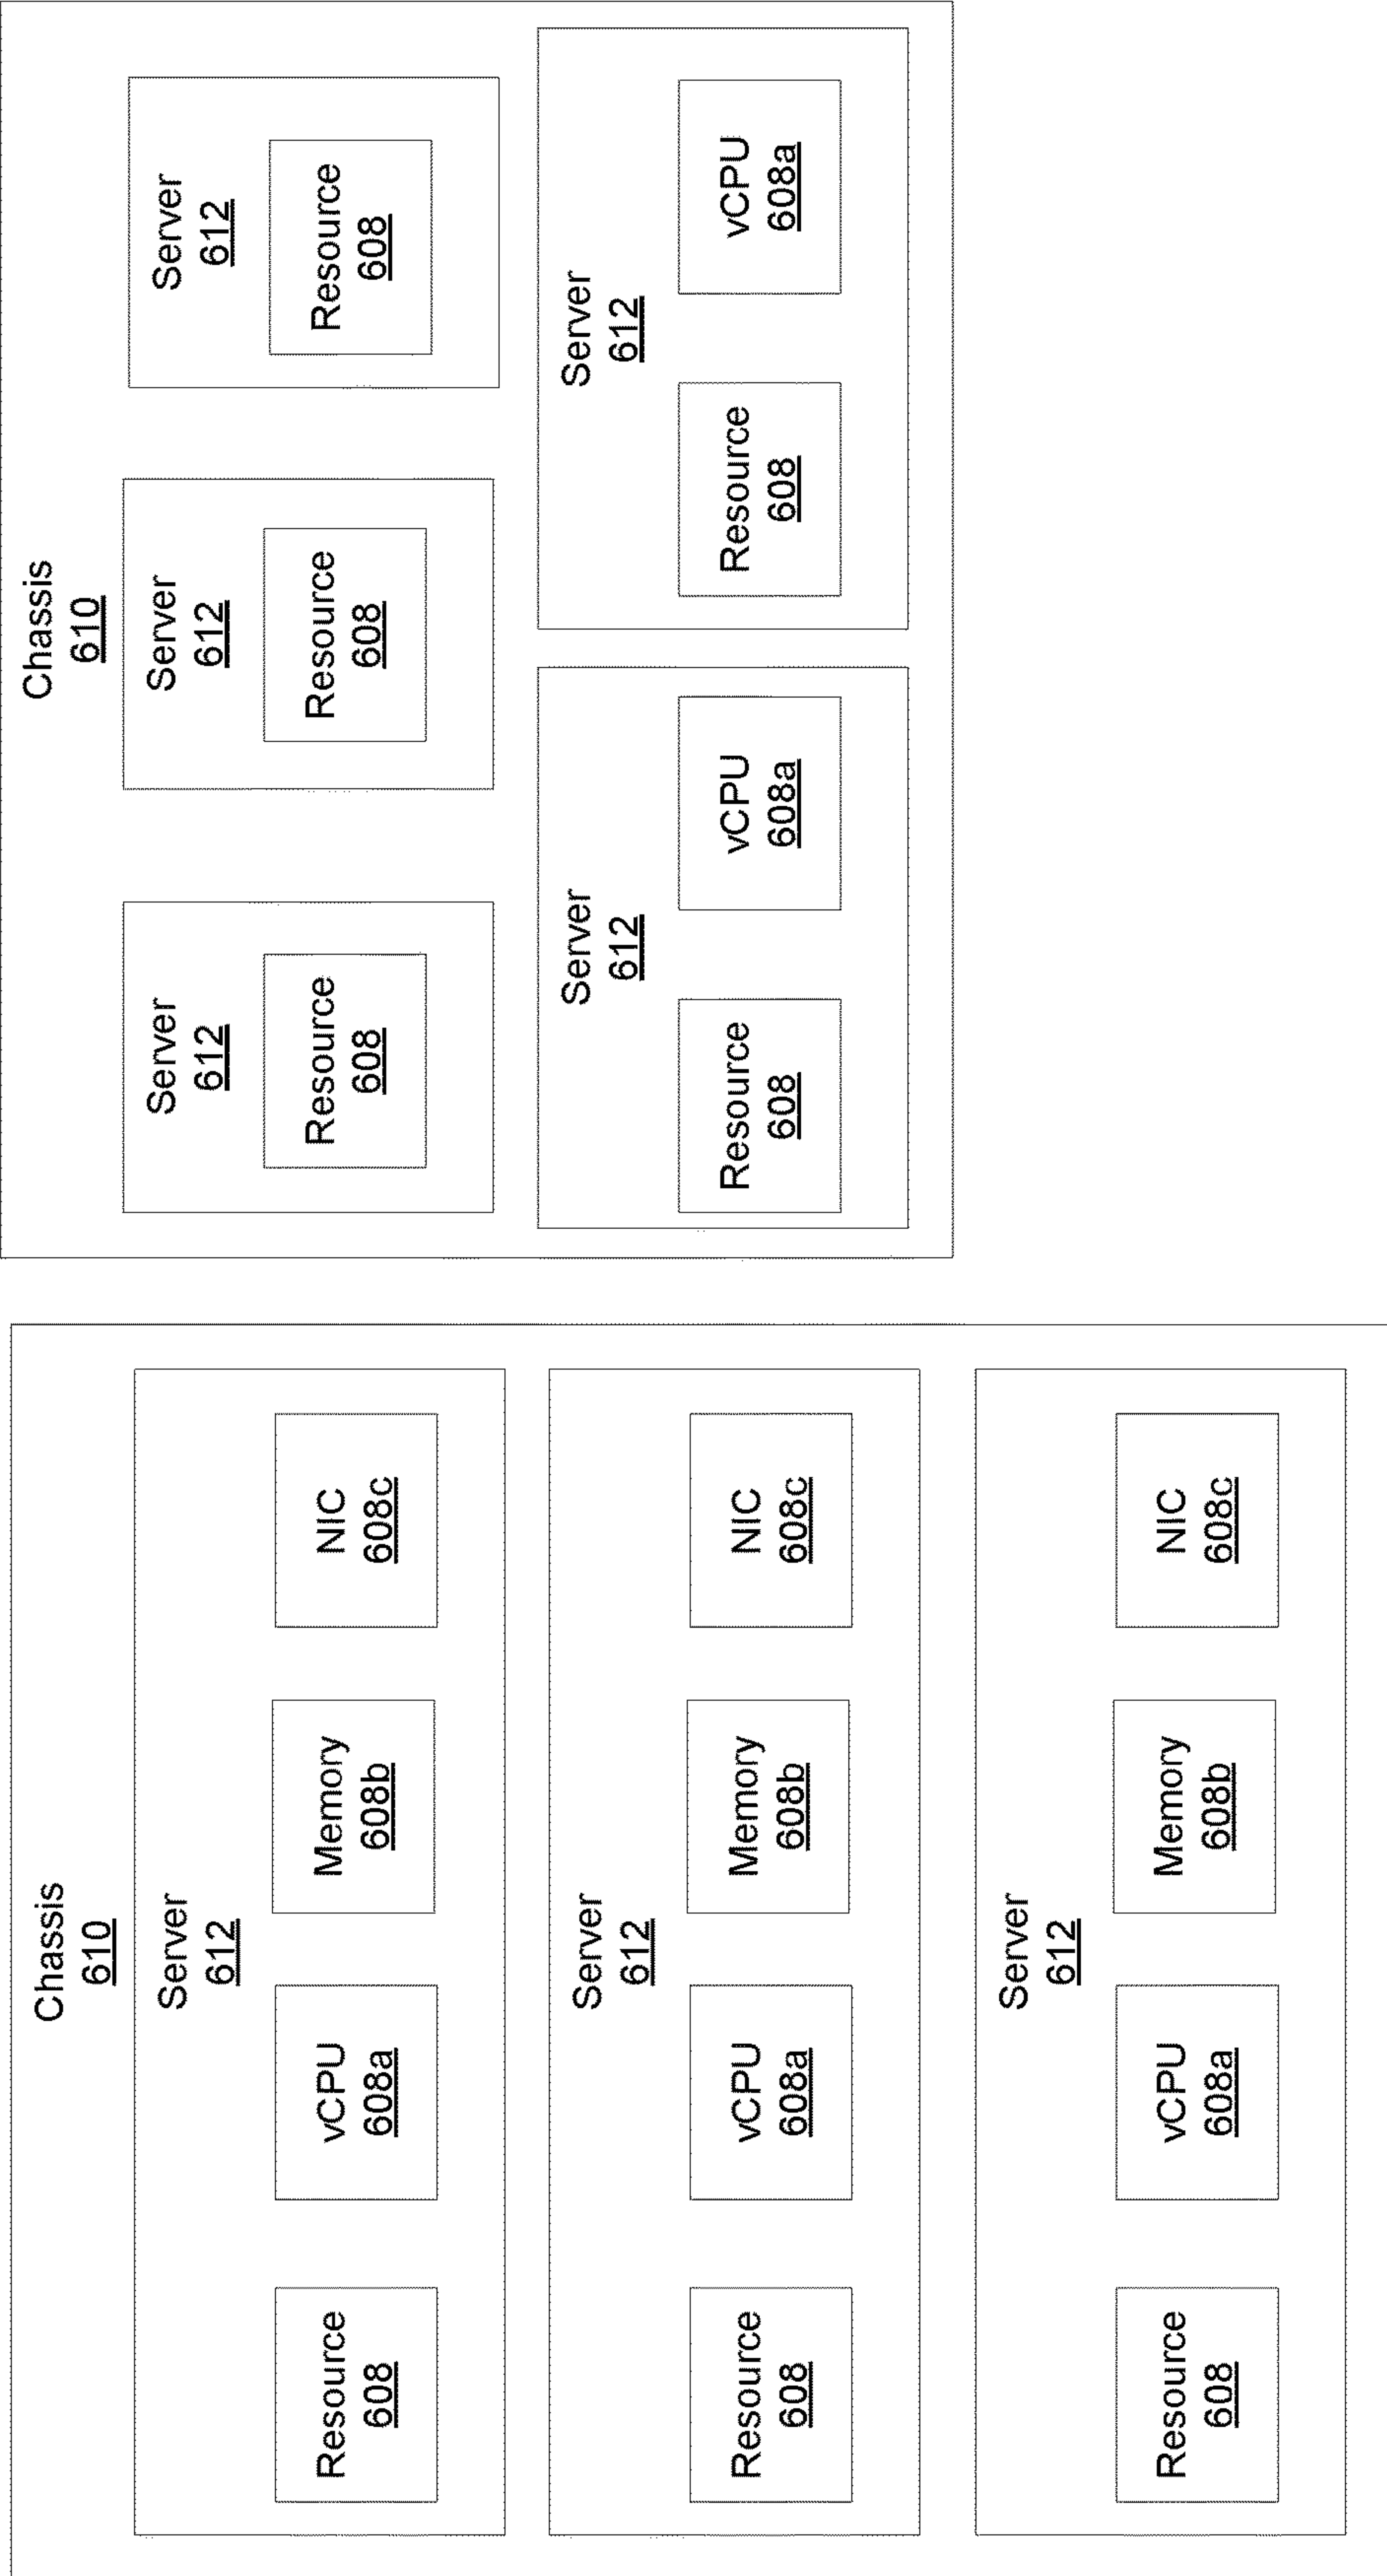 Chassis
610
Server
612
Resource
608
vCPU
608a
Memory
608b
NIC
608c
Server
612
Resource
608
vCPU
608a
Memory
608b
NIC
608c
Server
612
Resource
608
vCPU
608a
Memory
608b
NIC
608c
Chassis
610
Server
612
Resource
608
Server
612
Resource
608
Server
612
Resource
608
Server
612
Resource
608
vCPU
608a
Server
612
Resource
608
vCPU
608a